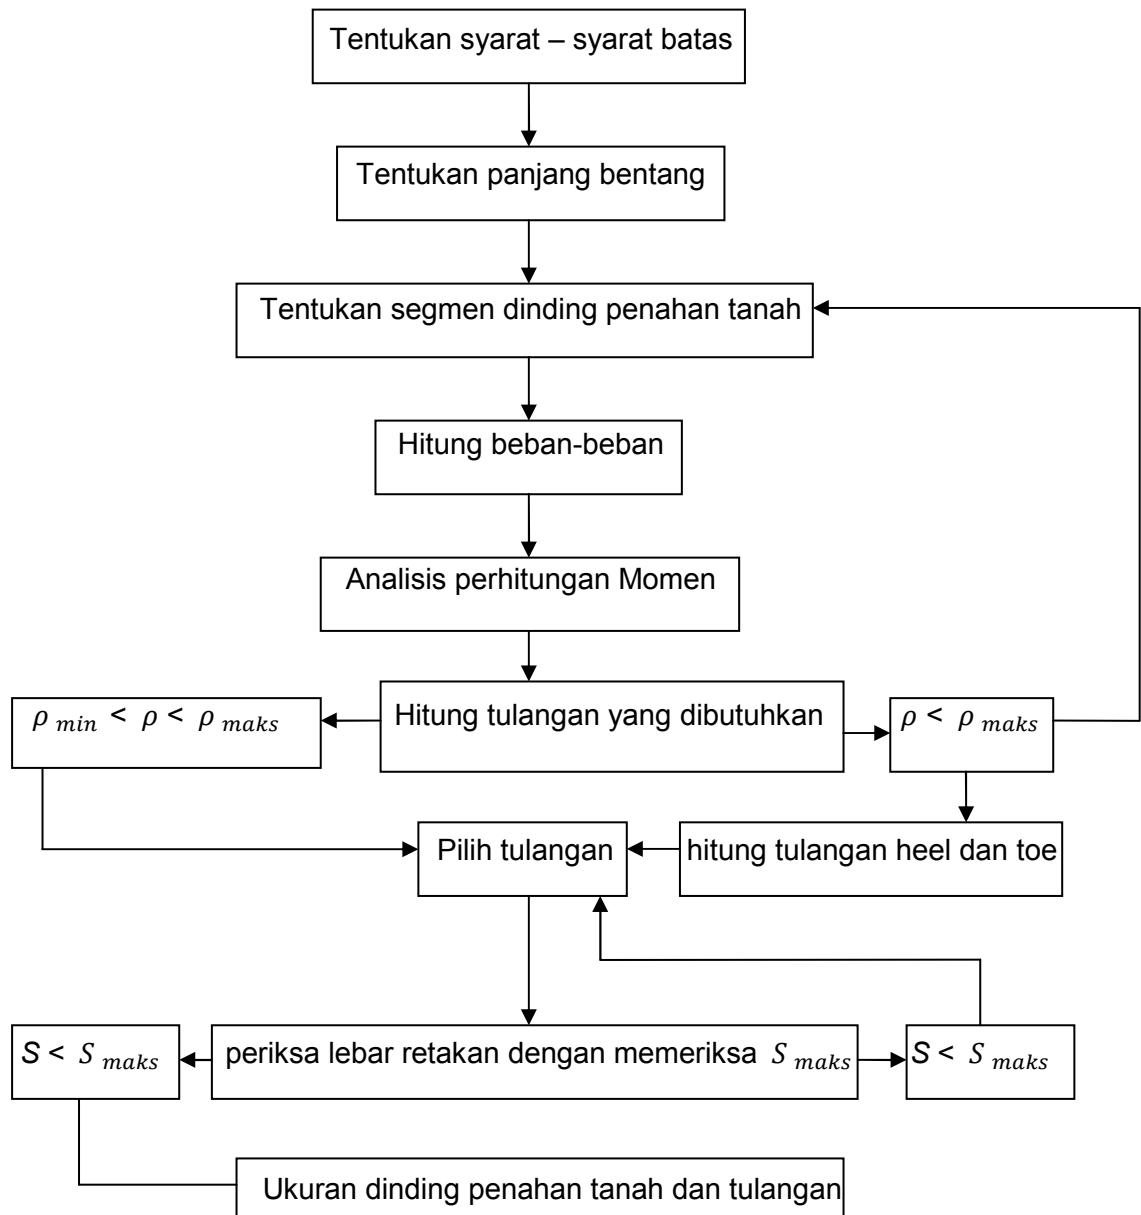 Tentukan syarat – syarat batas
Tentukan panjang bentang
Tentukan segmen dinding penahan tanah
Hitung beban-beban
Analisis perhitungan Momen
ρ min < ρ < ρ maks
Hitung tulangan yang dibutuhkan
ρ < ρ maks
Pilih tulangan
hitung tulangan heel dan toe
S < S maks
periksa lebar retakan dengan memeriksa S maks
S < S maks
Ukuran dinding penahan tanah dan tulangan